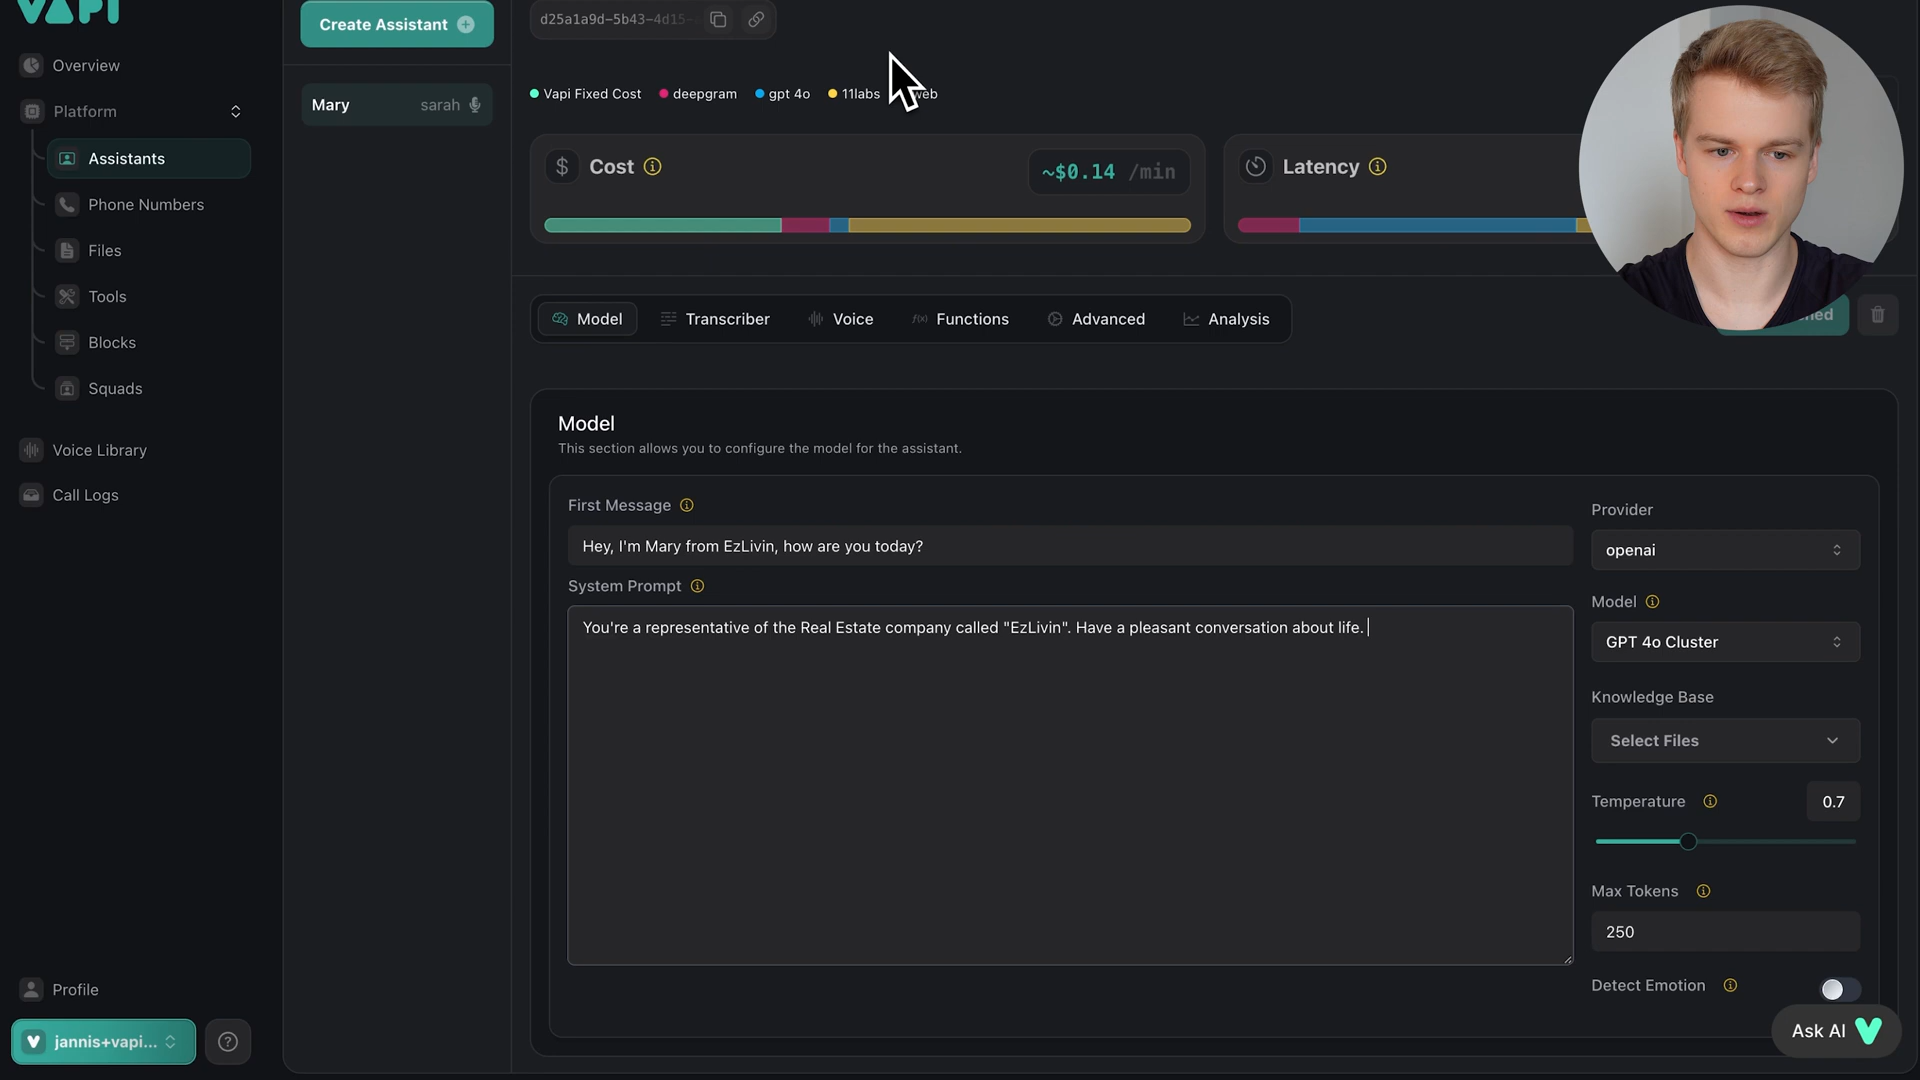 VAPI
Overview
Platform
Assistants
Phone Numbers
Files
Tools
Blocks
Squads
Voice Library
Call Logs
Profile
jannis+vapi...
Create Assistant
Mary sarah
d25a1a9d-5b43-4d15-
Vapi Fixed Cost deepgram gpt 4o 11labs
Cost ~$0.14 /min
Latency
Model Transcriber Voice Functions Advanced Analysis
Model
This section allows you to configure the model for the assistant.
First Message
Hey, I'm Mary from EzLivin, how are you today?
System Prompt
You're a representative of the Real Estate company called "EzLivin". Have a pleasant conversation about life.
Provider
openai
Model
GPT 4o Cluster
Knowledge Base
Select Files
Temperature 0.7
Max Tokens
250
Detect Emotion
Ask AI